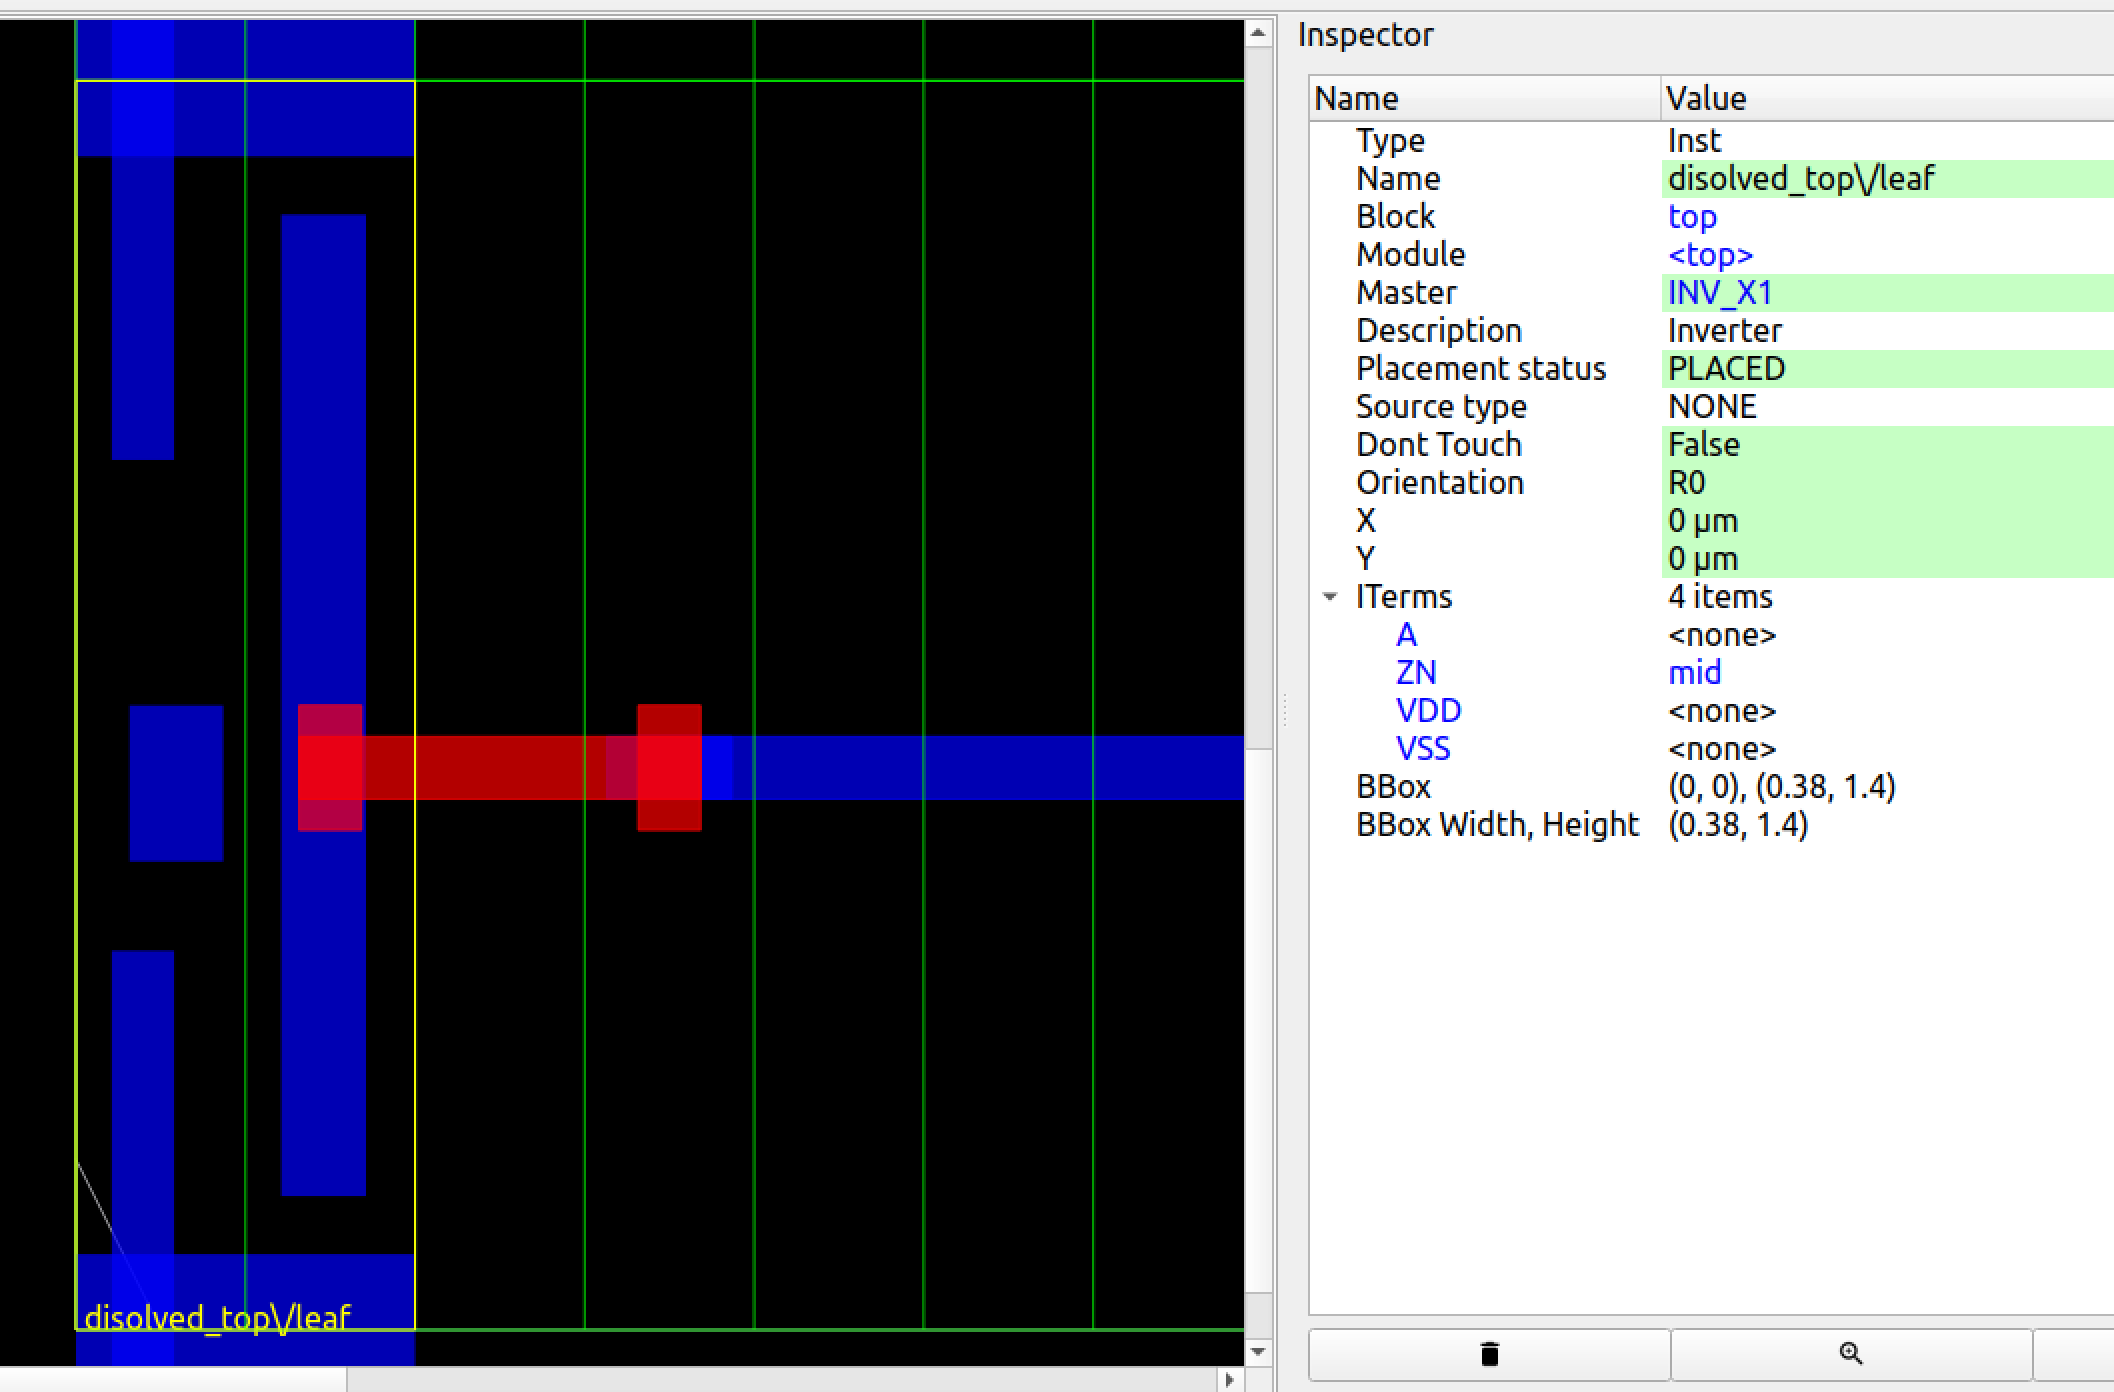 Inspector
Name Value
Type Inst
Name disolved_top\/leaf
Block top
Module <top>
Master INV_X1
Description Inverter
Placement status PLACED
Source type NONE
Dont Touch False
Orientation R0
X 0 µm
Y 0 µm
ITerms 4 items
A <none>
ZN mid
VDD <none>
VSS <none>
BBox (0, 0), (0.38, 1.4)
BBox Width, Height (0.38, 1.4)
disolved_top\/leaf